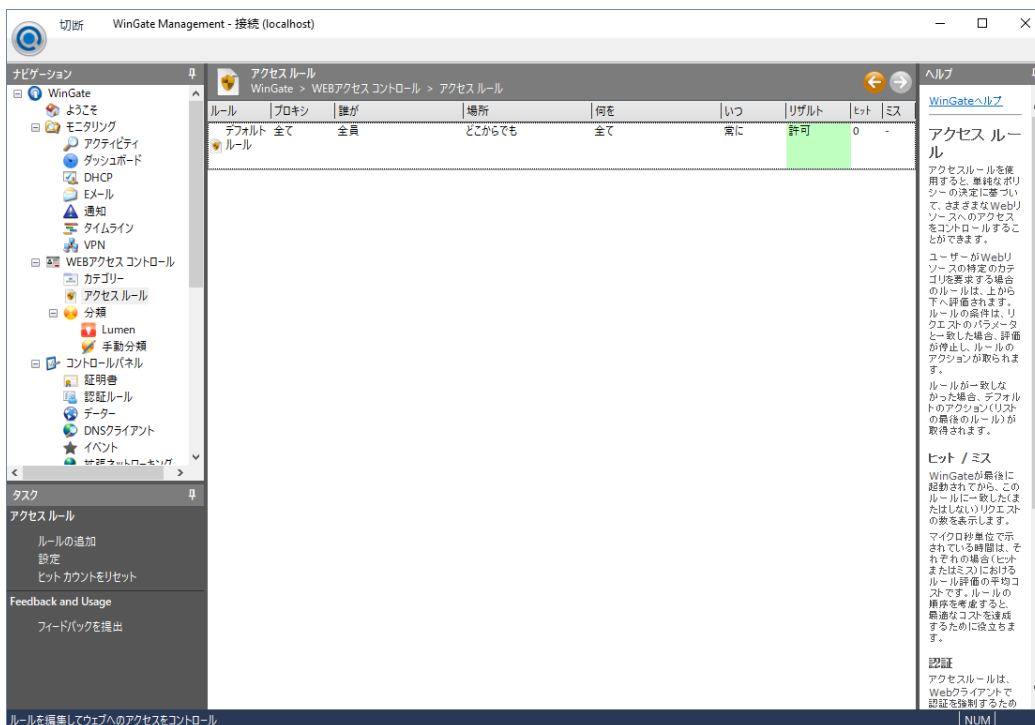 切断 WinGate Management - 接続 (localhost)
ナビゲーション
WinGate
ようこそ
モニタリング
アクティビティ
ダッシュボード
DHCP
Eメール
通知
タイムライン
VPN
WEBアクセス コントロール
カテゴリー
アクセス ルール
分類
Lumen
手動分類
コントロールパネル
証明書
認証ルール
データー
DNSクライアント
イベント
拡張ネットワーキング
タスク
アクセス ルール
ルールの追加
設定
ヒット カウントをリセット
Feedback and Usage
フィードバックを提出
アクセス ルール
WinGate > WEBアクセス コントロール > アクセス ルール
ルール プロキシ 誰が 場所 何を いつ リザルト ヒット ミス
デフォルト 全て 全員 どこからでも 全て 常に 許可 0 -
ルール
ヘルプ
WinGateヘルプ
アクセス ルー
ル
アクセスルールを使
用すると、単純なポリ
シーの決定に基づい
て、さまざまなWebリ
ソースへのアクセス
をコントロールするこ
とができます。
ユーザーがWebリ
ソースの特定のカテ
ゴリを要求する場合
のルールは、上から
下へ評価されます。
ルールの条件は、リ
クエストのパラメータ
と一致した場合、評価
が停止し、ルールの
アクションが取られま
す。
ルールが一致しな
かった場合、デフォル
トのアクション(リスト
の最後のルール)が
取得されます。
ヒット / ミス
WinGateが最後に
起動されてから、この
ルールに一致した(ま
たはしない)リクエスト
の数を表示します。
マイクロ秒単位で示
されている時間は、そ
れぞれの場合(ヒット
またはミス)における
ルール評価の平均コ
ストです。ルールの
順序を考慮すると、
最適なコストを達成
するために役立ちま
す。
認証
アクセスルールは、
Webクライアントで
認証を強制するため
ルールを編集してウェブへのアクセスをコントロール
NUM